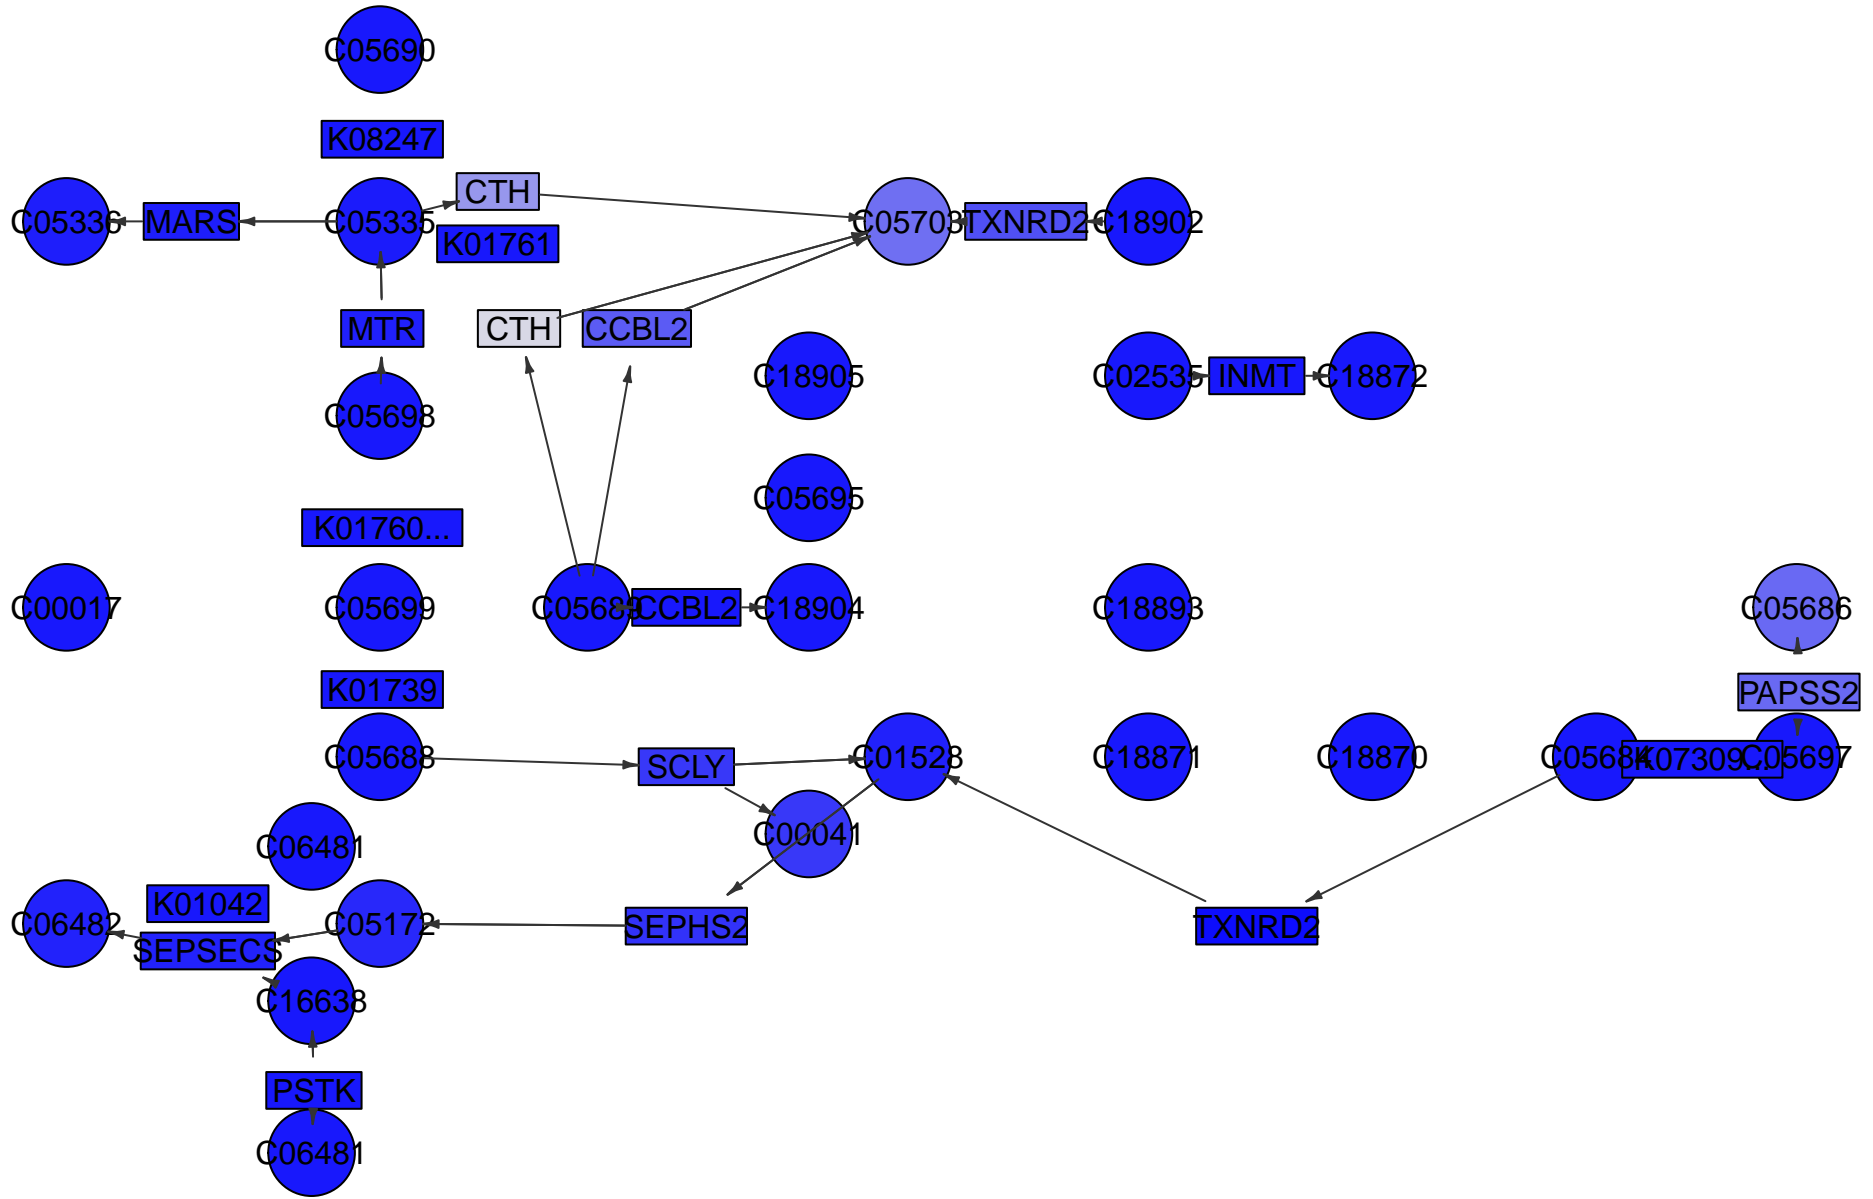 C05690
K08247
CTH
C05336
MARS
C05335
C05703
TXNRD2
C18902
K01761
MTR
CTH
CCBL2
C18905
C02535
INMT
C18872
C05698
C05695
K01760...
C00017
C05699
C05689
CCBL2
C18904
C18893
C05686
K01739
PAPSS2
C05688
SCLY
C01528
C18871
C18870
C05684
K07309...
C05697
C00041
C06481
K01042
C06482
C05172
SEPHS2
TXNRD2
SEPSECS
C16638
PSTK
C06481